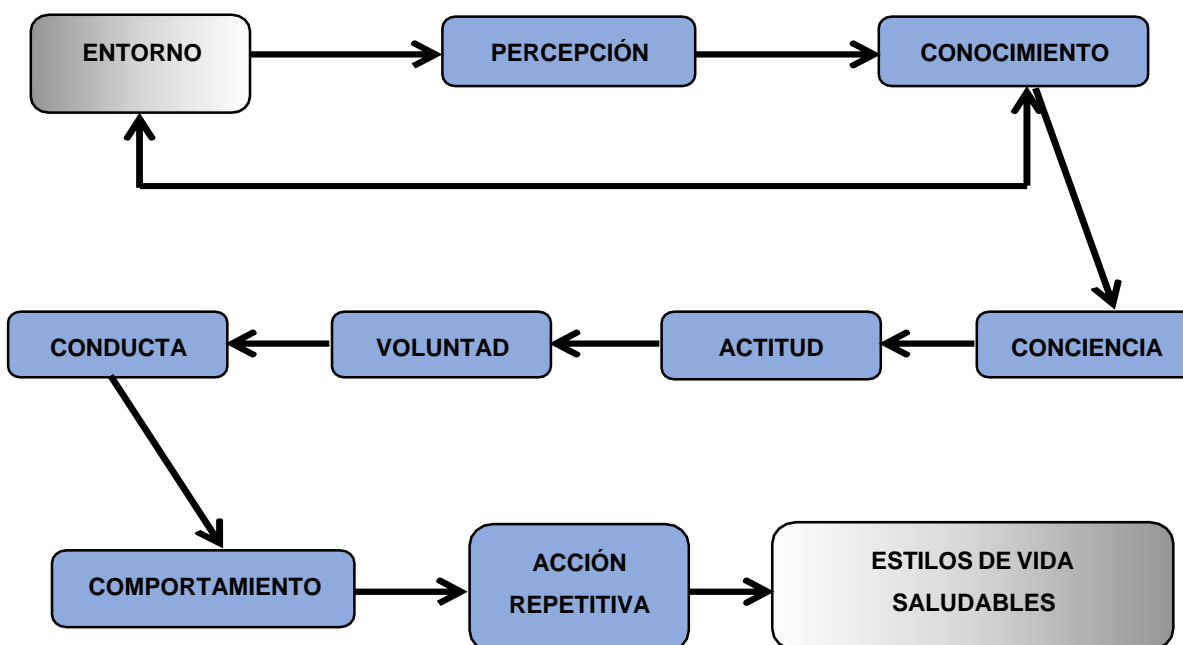 ENTORNO
PERCEPCIÓN
CONOCIMIENTO
CONDUCTA
VOLUNTAD
ACTITUD
CONCIENCIA
COMPORTAMIENTO
ACCIÓN
REPETITIVA
ESTILOS DE VIDA
SALUDABLES